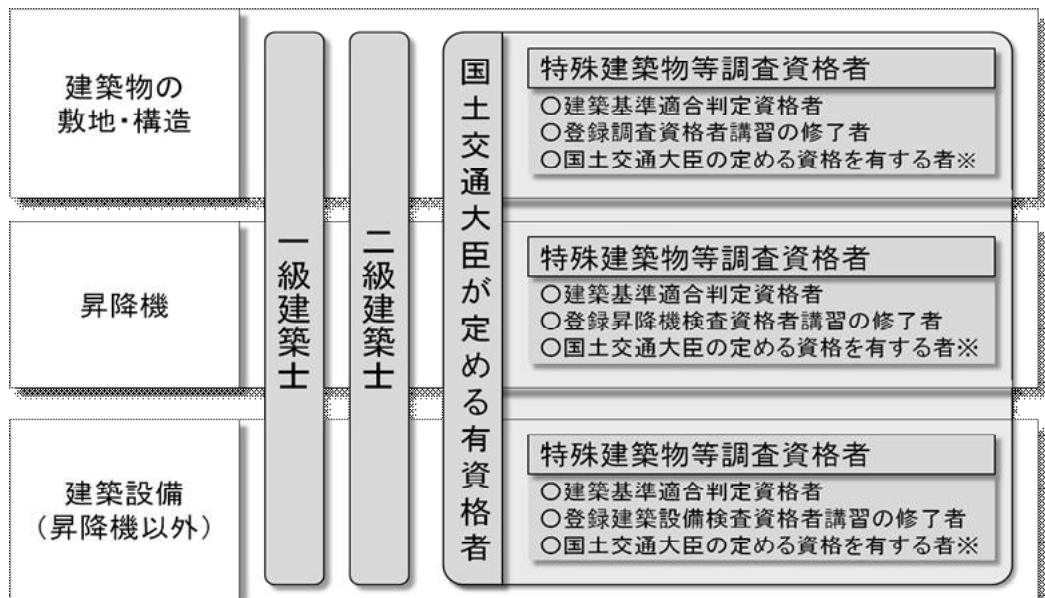 建築物の
敷地・構造
一級建築士
二級建築士
国土交通大臣が定める有資格者
特殊建築物等調査資格者
○建築基準適合判定資格者
○登録調査資格者講習の修了者
○国土交通大臣の定める資格を有する者※
昇降機
特殊建築物等調査資格者
○建築基準適合判定資格者
○登録昇降機検査資格者講習の修了者
○国土交通大臣の定める資格を有する者※
建築設備
（昇降機以外）
特殊建築物等調査資格者
○建築基準適合判定資格者
○登録建築設備検査資格者講習の修了者
○国土交通大臣の定める資格を有する者※